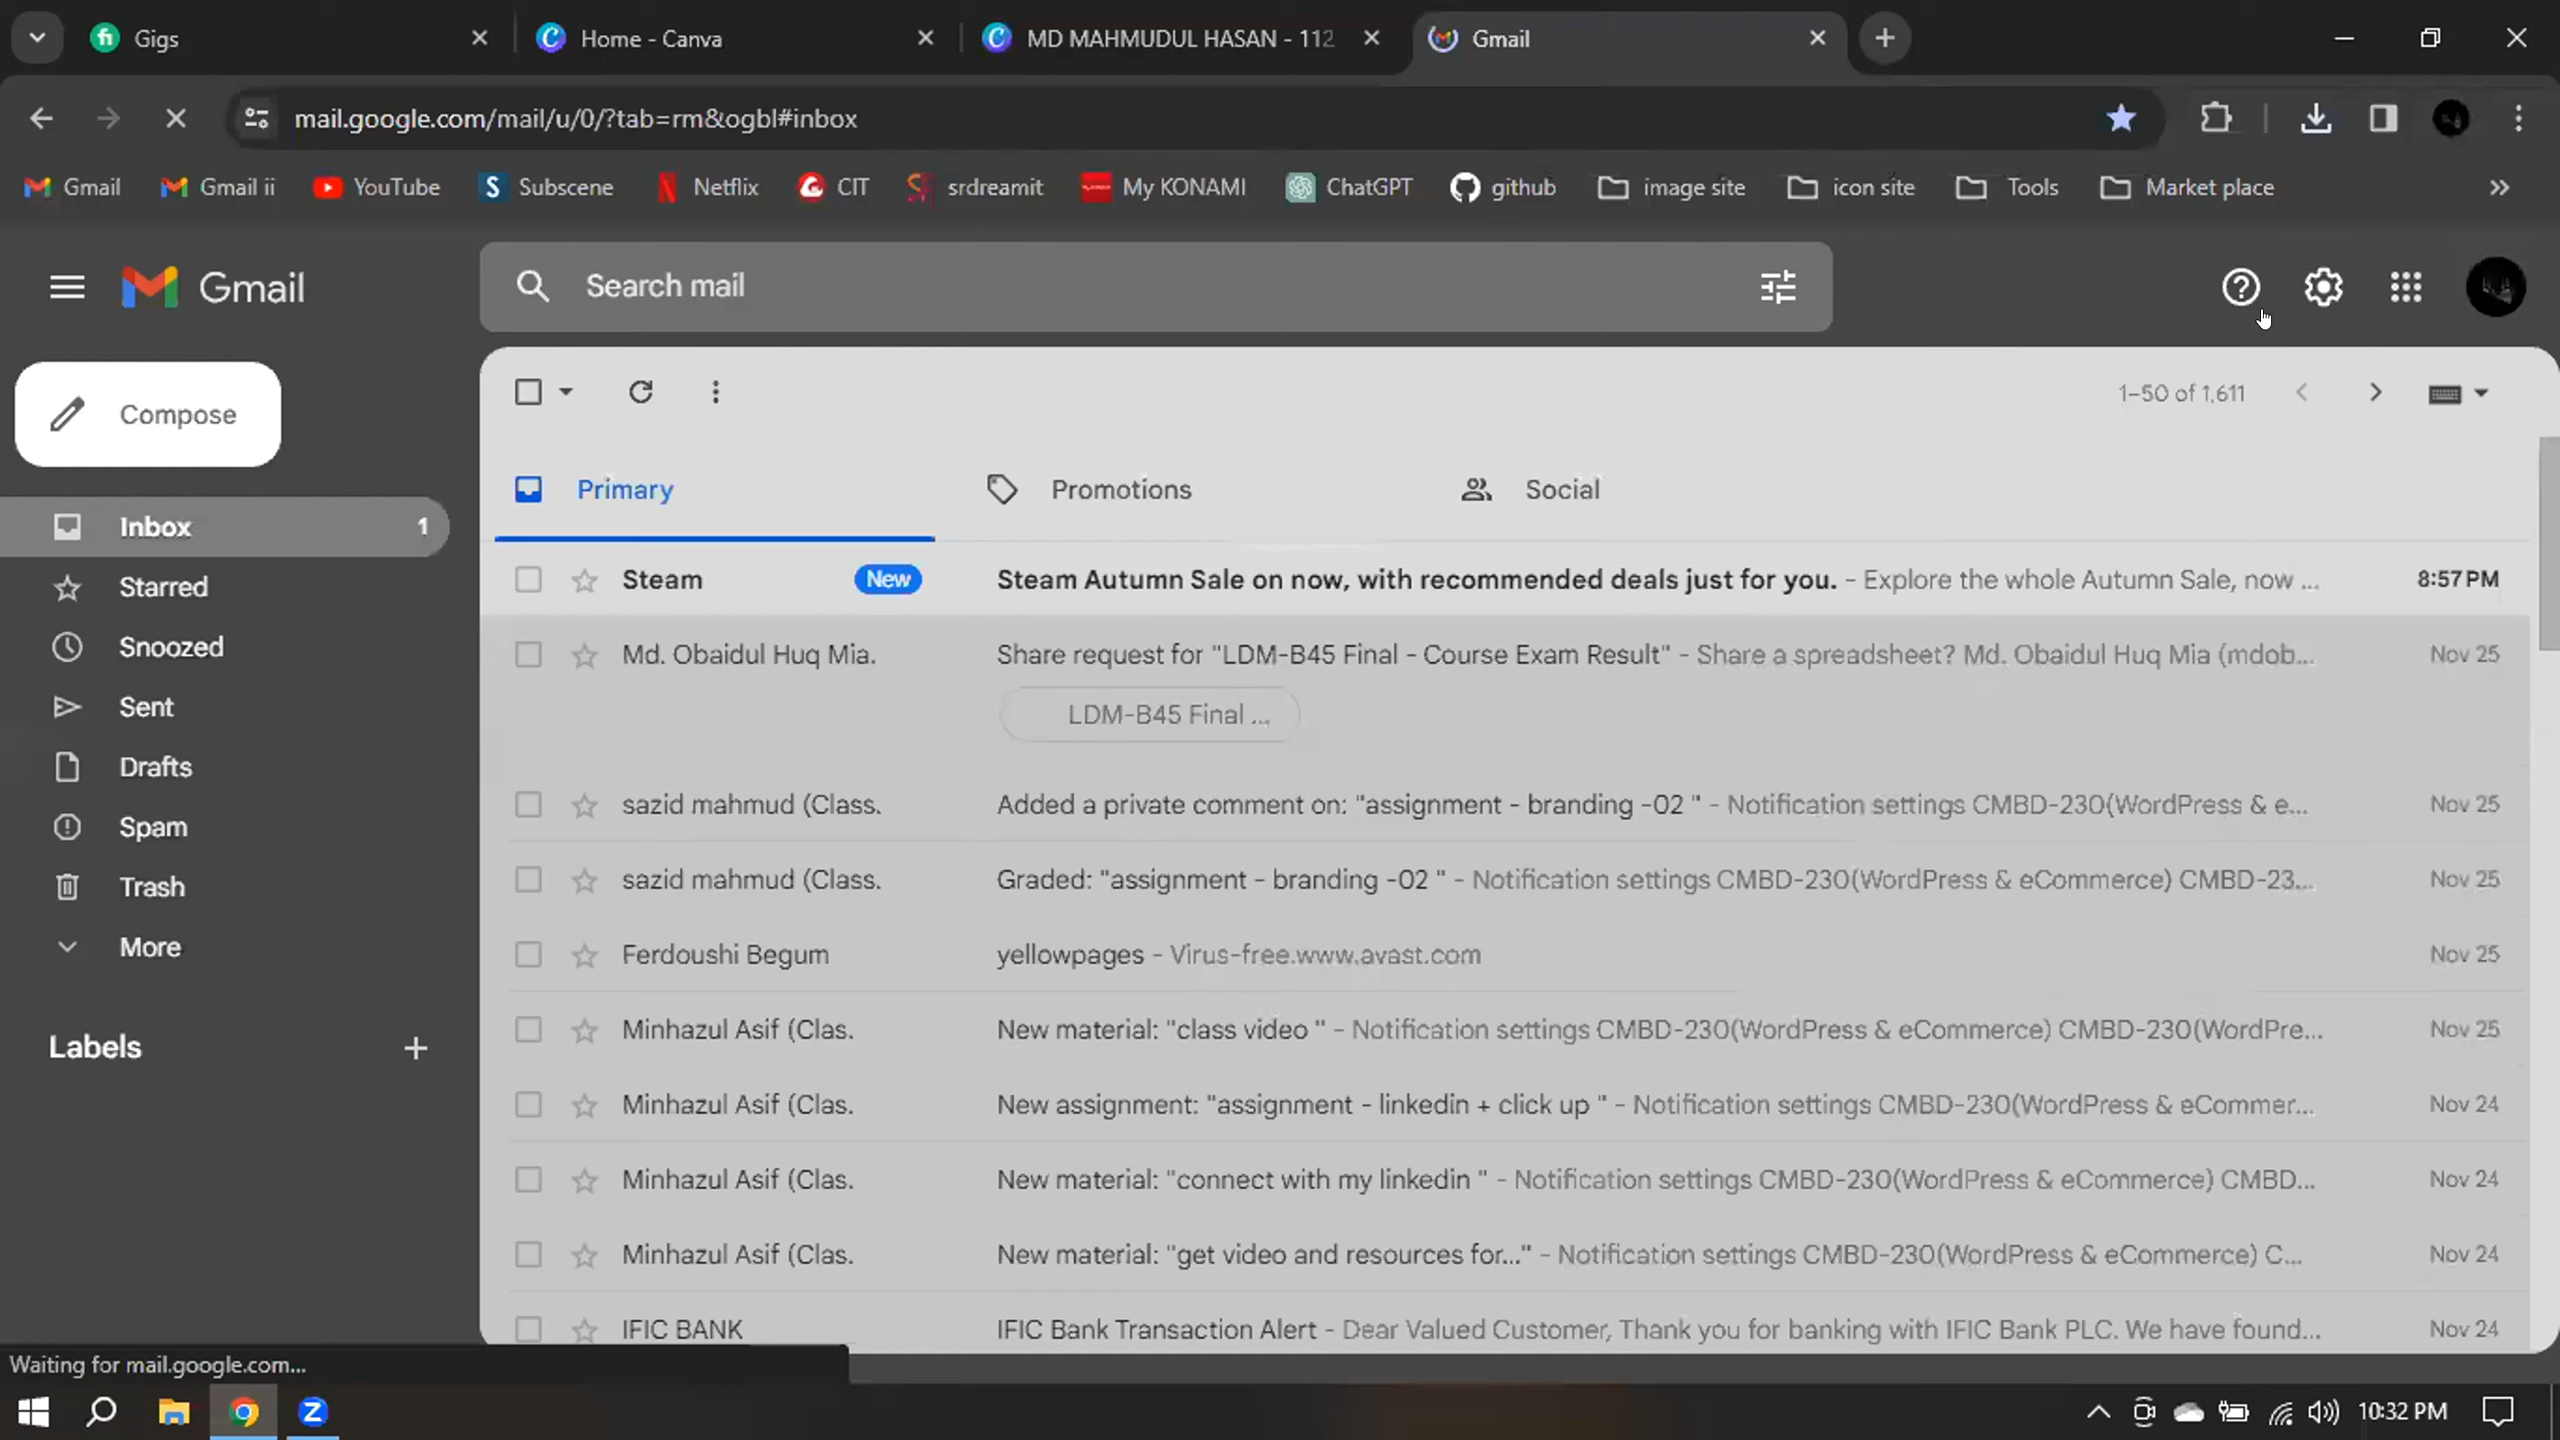 Gigs
Home - Canva
MD MAHMUDUL HASAN - 112
Gmail
mail.google.com/mail/u/0/?tab=rm&ogbl#inbox
Gmail
Gmail ii
YouTube
Subscene
Netflix
CIT
srdreamit
My KONAMI
ChatGPT
github
image site
icon site
Tools
Market place
Gmail
Search mail
Compose
1–50 of 1,611
Primary
Promotions
Social
Inbox 1
Starred
Snoozed
Sent
Drafts
Spam
Trash
More
Labels
Steam New Steam Autumn Sale on now, with recommended deals just for you. - Explore the whole Autumn Sale, now ... 8:57 PM
Md. Obaidul Huq Mia. Share request for "LDM-B45 Final - Course Exam Result" - Share a spreadsheet? Md. Obaidul Huq Mia (mdob... Nov 25
LDM-B45 Final ...
sazid mahmud (Class. Added a private comment on: "assignment - branding -02 " - Notification settings CMBD-230(WordPress & e... Nov 25
sazid mahmud (Class. Graded: "assignment - branding -02 " - Notification settings CMBD-230(WordPress & eCommerce) CMBD-23... Nov 25
Ferdoushi Begum yellowpages - Virus-free.www.avast.com Nov 25
Minhazul Asif (Clas. New material: "class video " - Notification settings CMBD-230(WordPress & eCommerce) CMBD-230(WordPre... Nov 25
Minhazul Asif (Clas. New assignment: "assignment - linkedin + click up " - Notification settings CMBD-230(WordPress & eCommer... Nov 24
Minhazul Asif (Clas. New material: "connect with my linkedin " - Notification settings CMBD-230(WordPress & eCommerce) CMBD... Nov 24
Minhazul Asif (Clas. New material: "get video and resources for..." - Notification settings CMBD-230(WordPress & eCommerce) C... Nov 24
IFIC BANK IFIC Bank Transaction Alert - Dear Valued Customer, Thank you for banking with IFIC Bank PLC. We have found... Nov 24
Waiting for mail.google.com...
10:32 PM